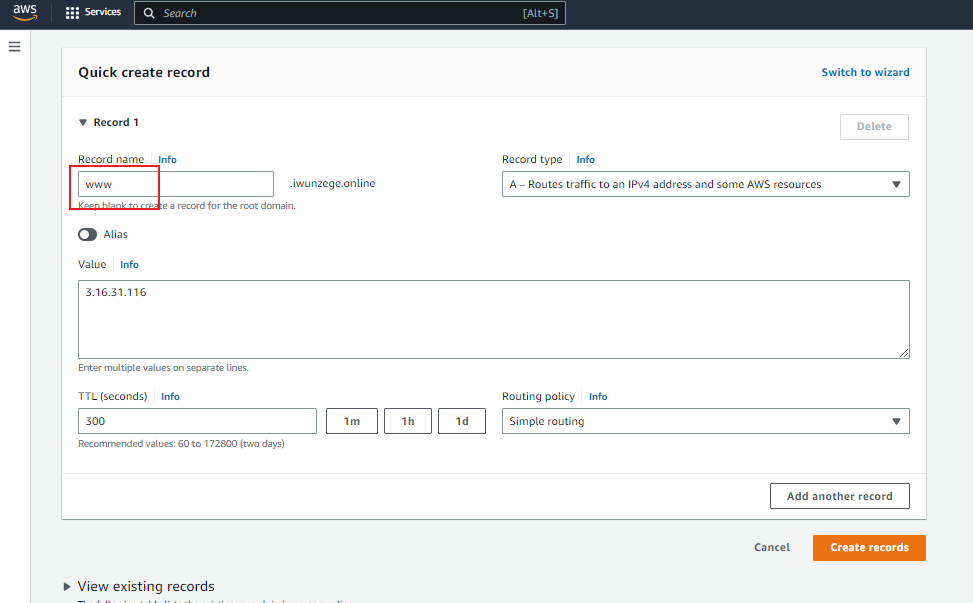 aws Services Search [Alt+S]
Quick create record Switch to wizard
Record 1 Delete
Record name Info Record type Info
www .iwunzege.online A – Routes traffic to an IPv4 address and some AWS resources
Keep blank to create a record for the root domain.
Alias
Value Info
3.16.31.116
Enter multiple values on separate lines.
TTL (seconds) Info Routing policy Info
300 1m 1h 1d Simple routing
Recommended values: 60 to 172800 (two days)
Add another record
Cancel Create records
View existing records